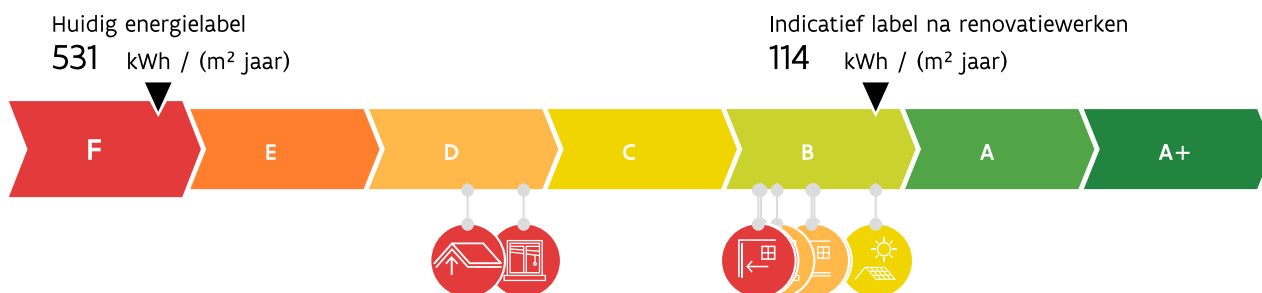 Huidig energielabel
531 kWh / (m² jaar)
Indicatief label na renovatiewerken
114 kWh / (m² jaar)
F E D C B A A+